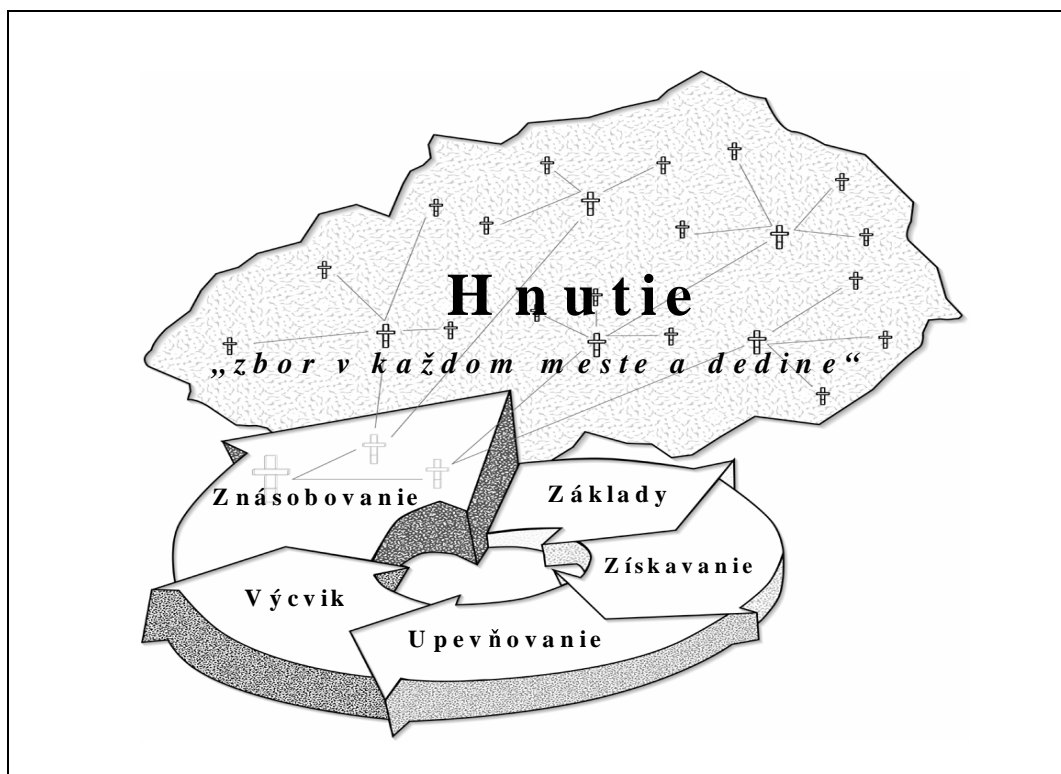 Hnutie
„zbor v každom meste a dedine“
Znásobovanie
Základy
Získavanie
Výcvik
Upevňovanie